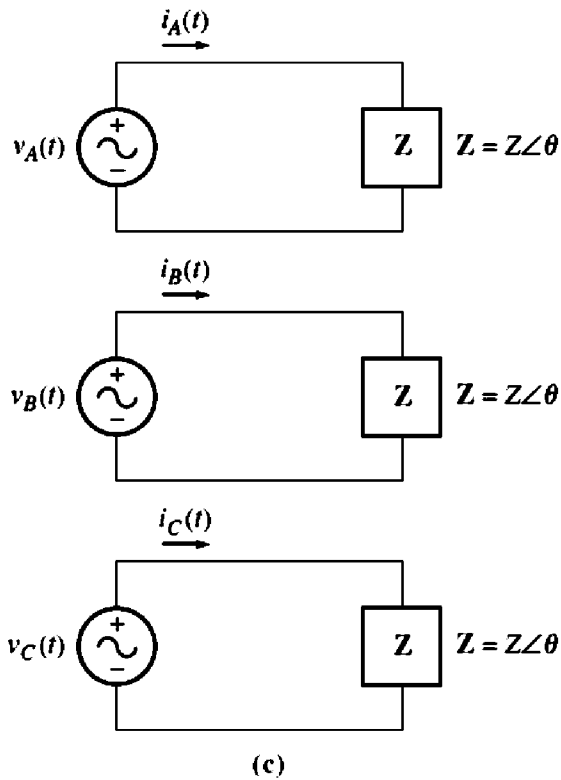 i_A(t)
v_A(t) + − Z Z = Z∠θ
i_B(t)
v_B(t) + − Z Z = Z∠θ
i_C(t)
v_C(t) + − Z Z = Z∠θ
(c)